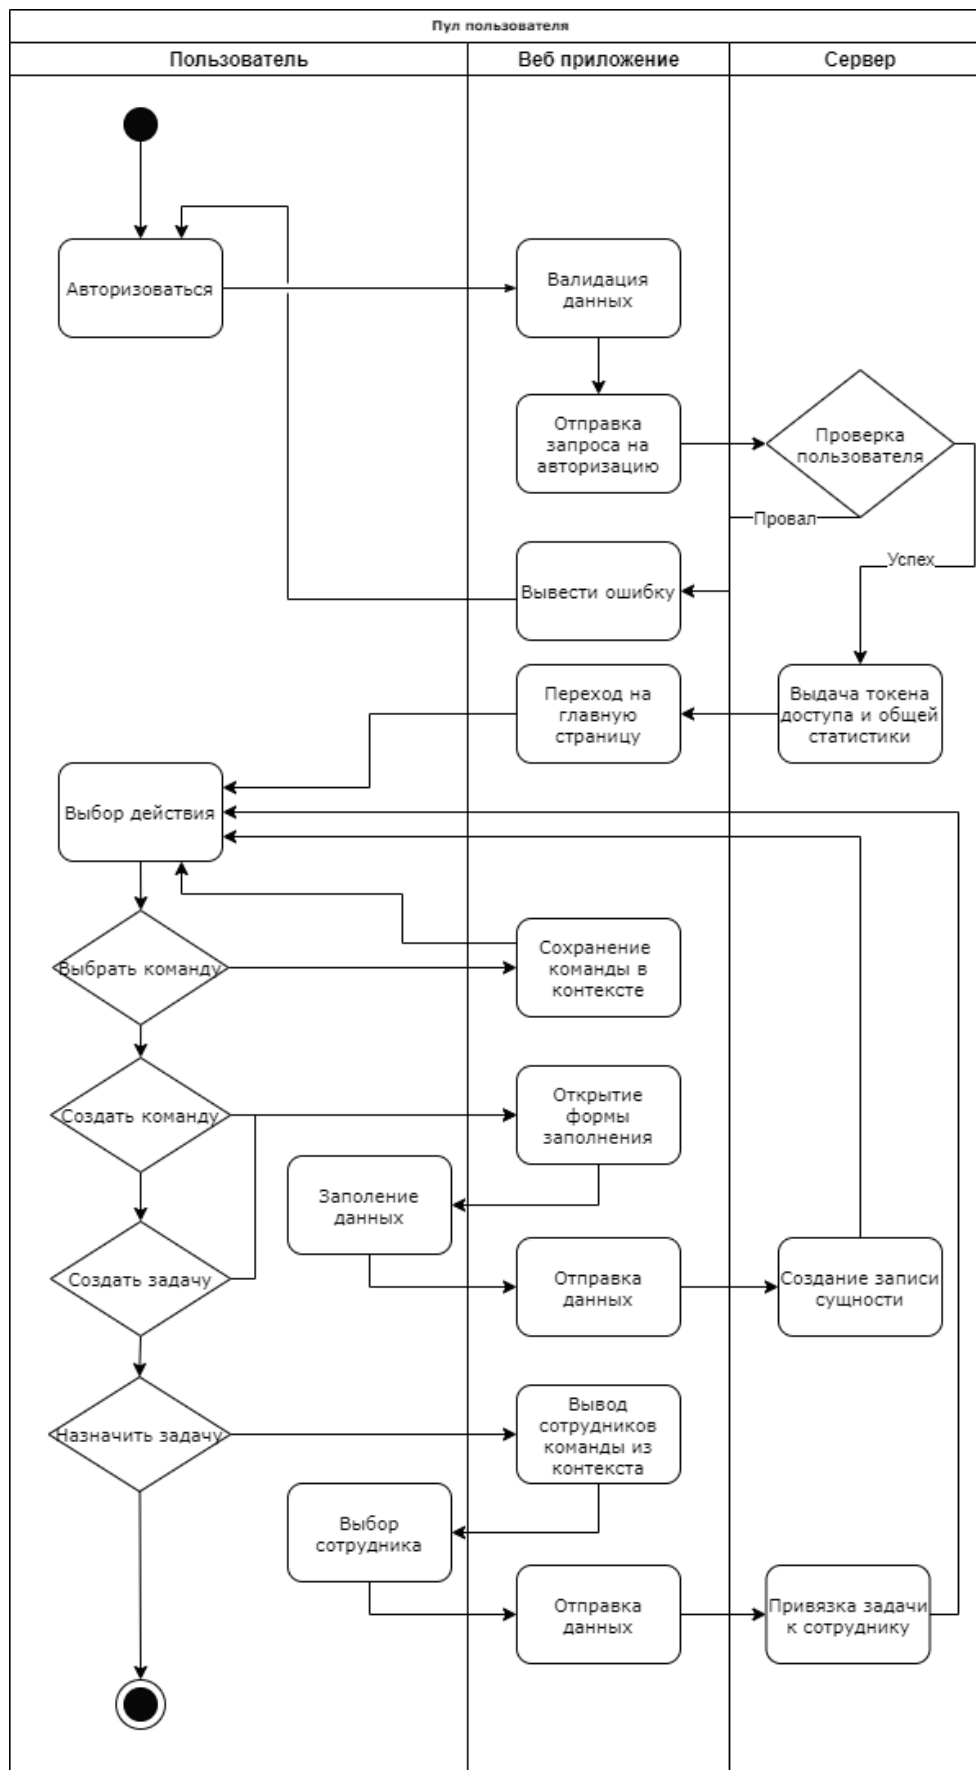 Пул пользователя
Пользователь
Веб приложение
Сервер
Авторизоваться
Валидация
данных
Отправка
запроса на
авторизацию
Проверка
пользователя
Провал
Успех
Вывести ошибку
Переход на
главную
страницу
Выдача токена
доступа и общей
статистики
Выбор действия
Выбрать команду
Сохранение
команды в
контексте
Создать команду
Открытие
формы
заполнения
Заполение
данных
Создать задачу
Отправка
данных
Создание записи
сущности
Назначить задачу
Вывод
сотрудников
команды из
контекста
Выбор
сотрудника
Отправка
данных
Привязка задачи
к сотруднику